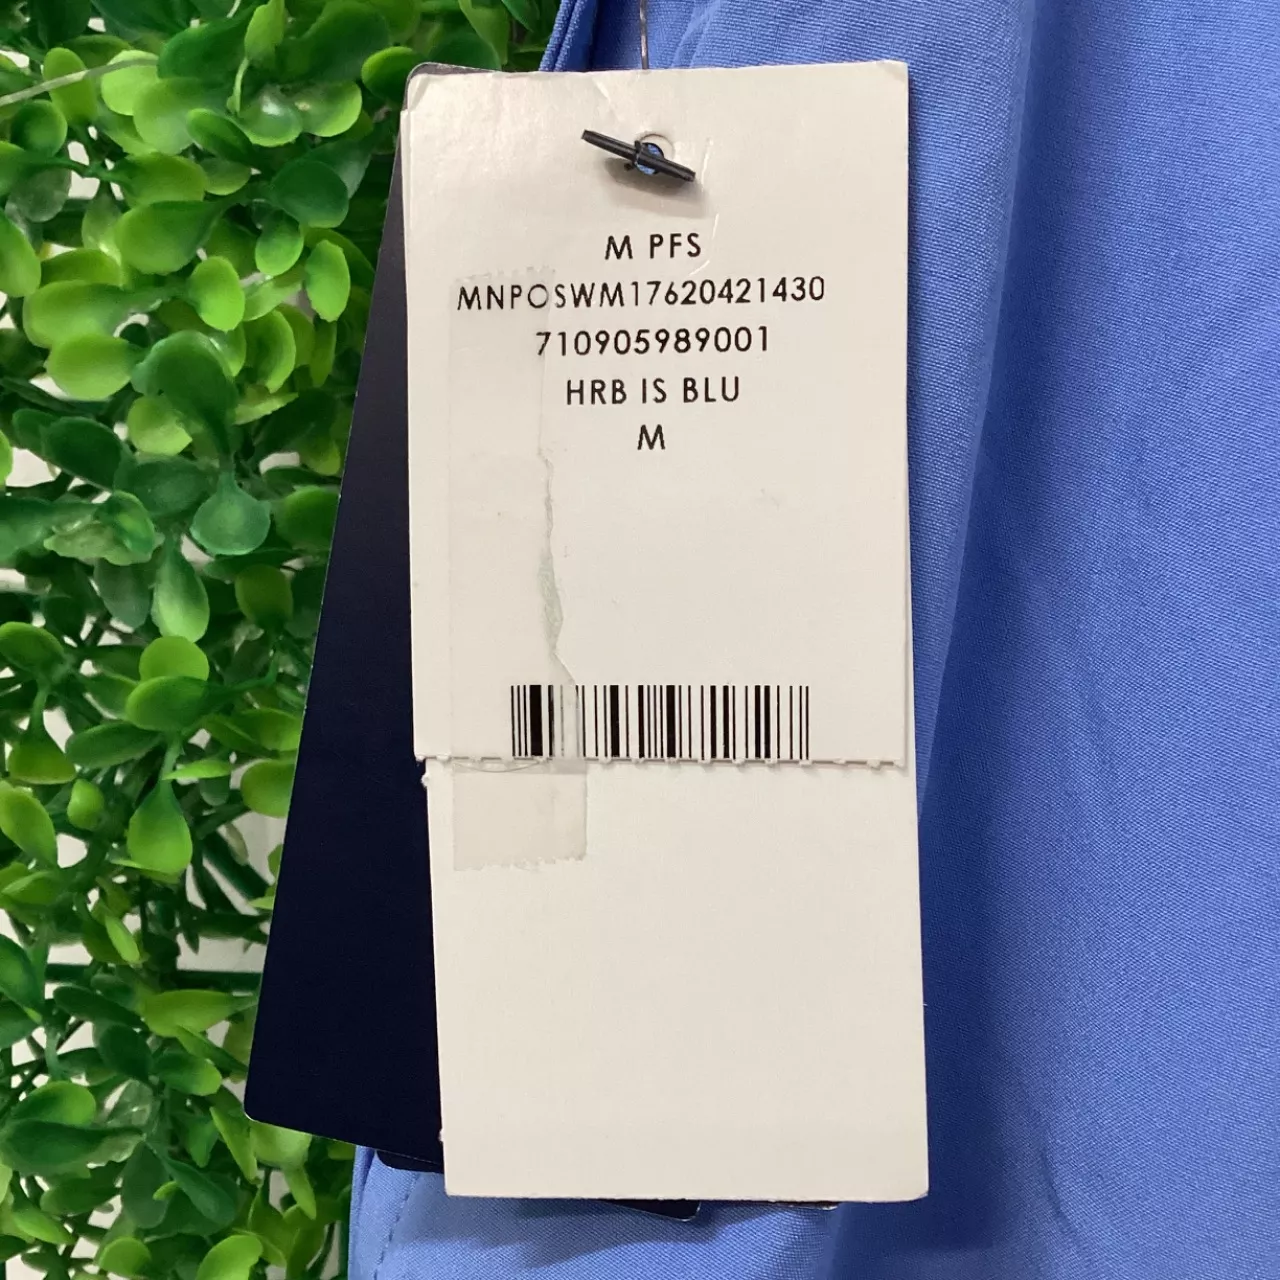 M PFS
MNPOSWM17620421430
710905989001
HRB IS BLU
M